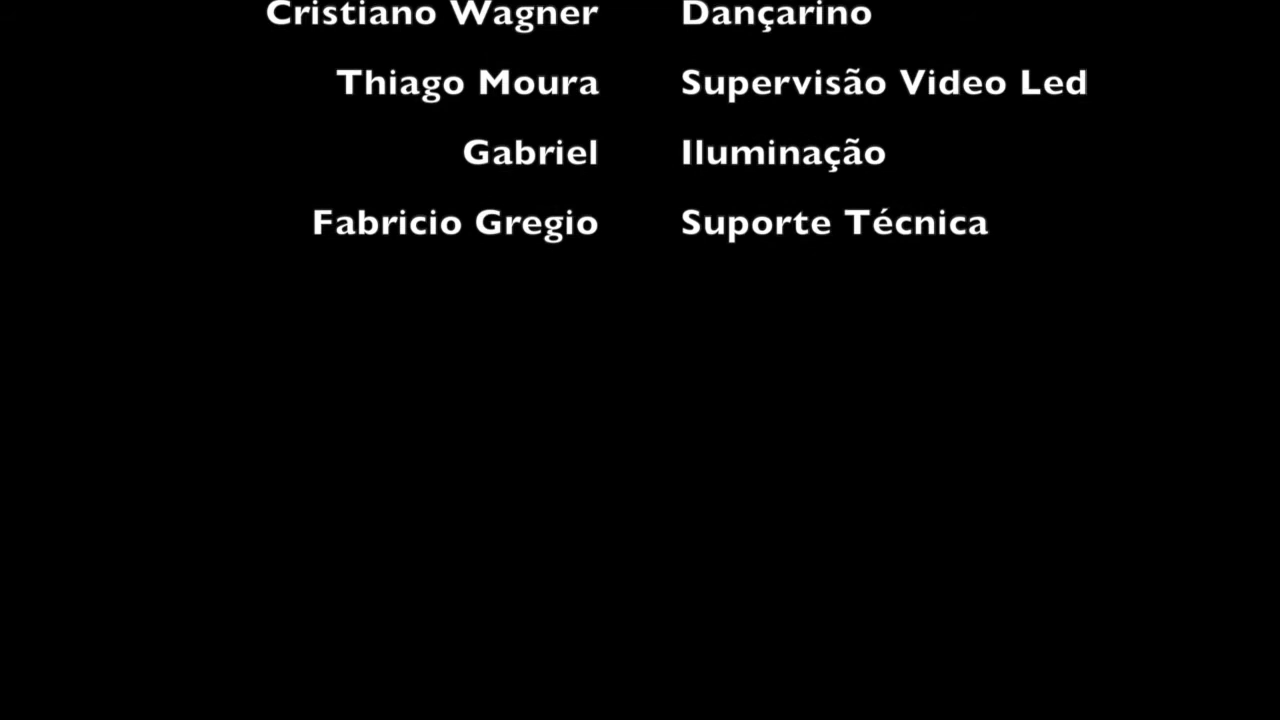 Cristiano Wagner Dançarino
Thiago Moura Supervisão Video Led
Gabriel Iluminação
Fabricio Gregio Suporte Técnica